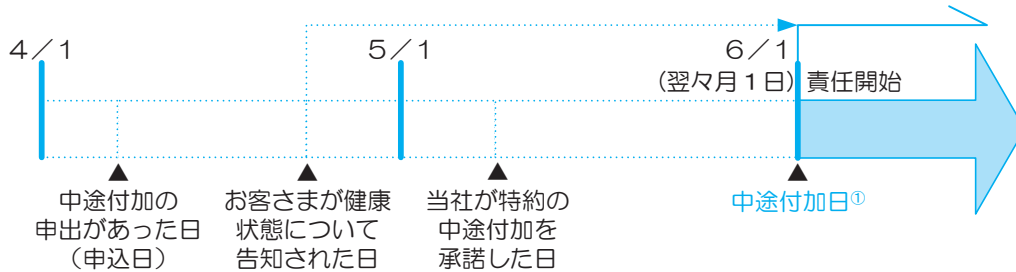 4／1
5／1
6／1
（翌々月１日）責任開始
中途付加の
申出があった日
（申込日）
お客さまが健康
状態について
告知された日
当社が特約の
中途付加を
承諾した日
中途付加日①